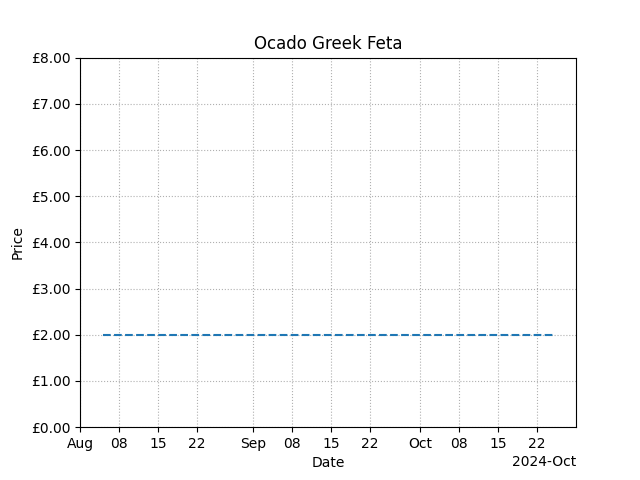 Ocado Greek Feta
£8.00
£7.00
£6.00
£5.00
£4.00
£3.00
£2.00
£1.00
£0.00
Price
Aug 08 15 22 Sep 08 15 22 Oct 08 15 22
Date
2024-Oct